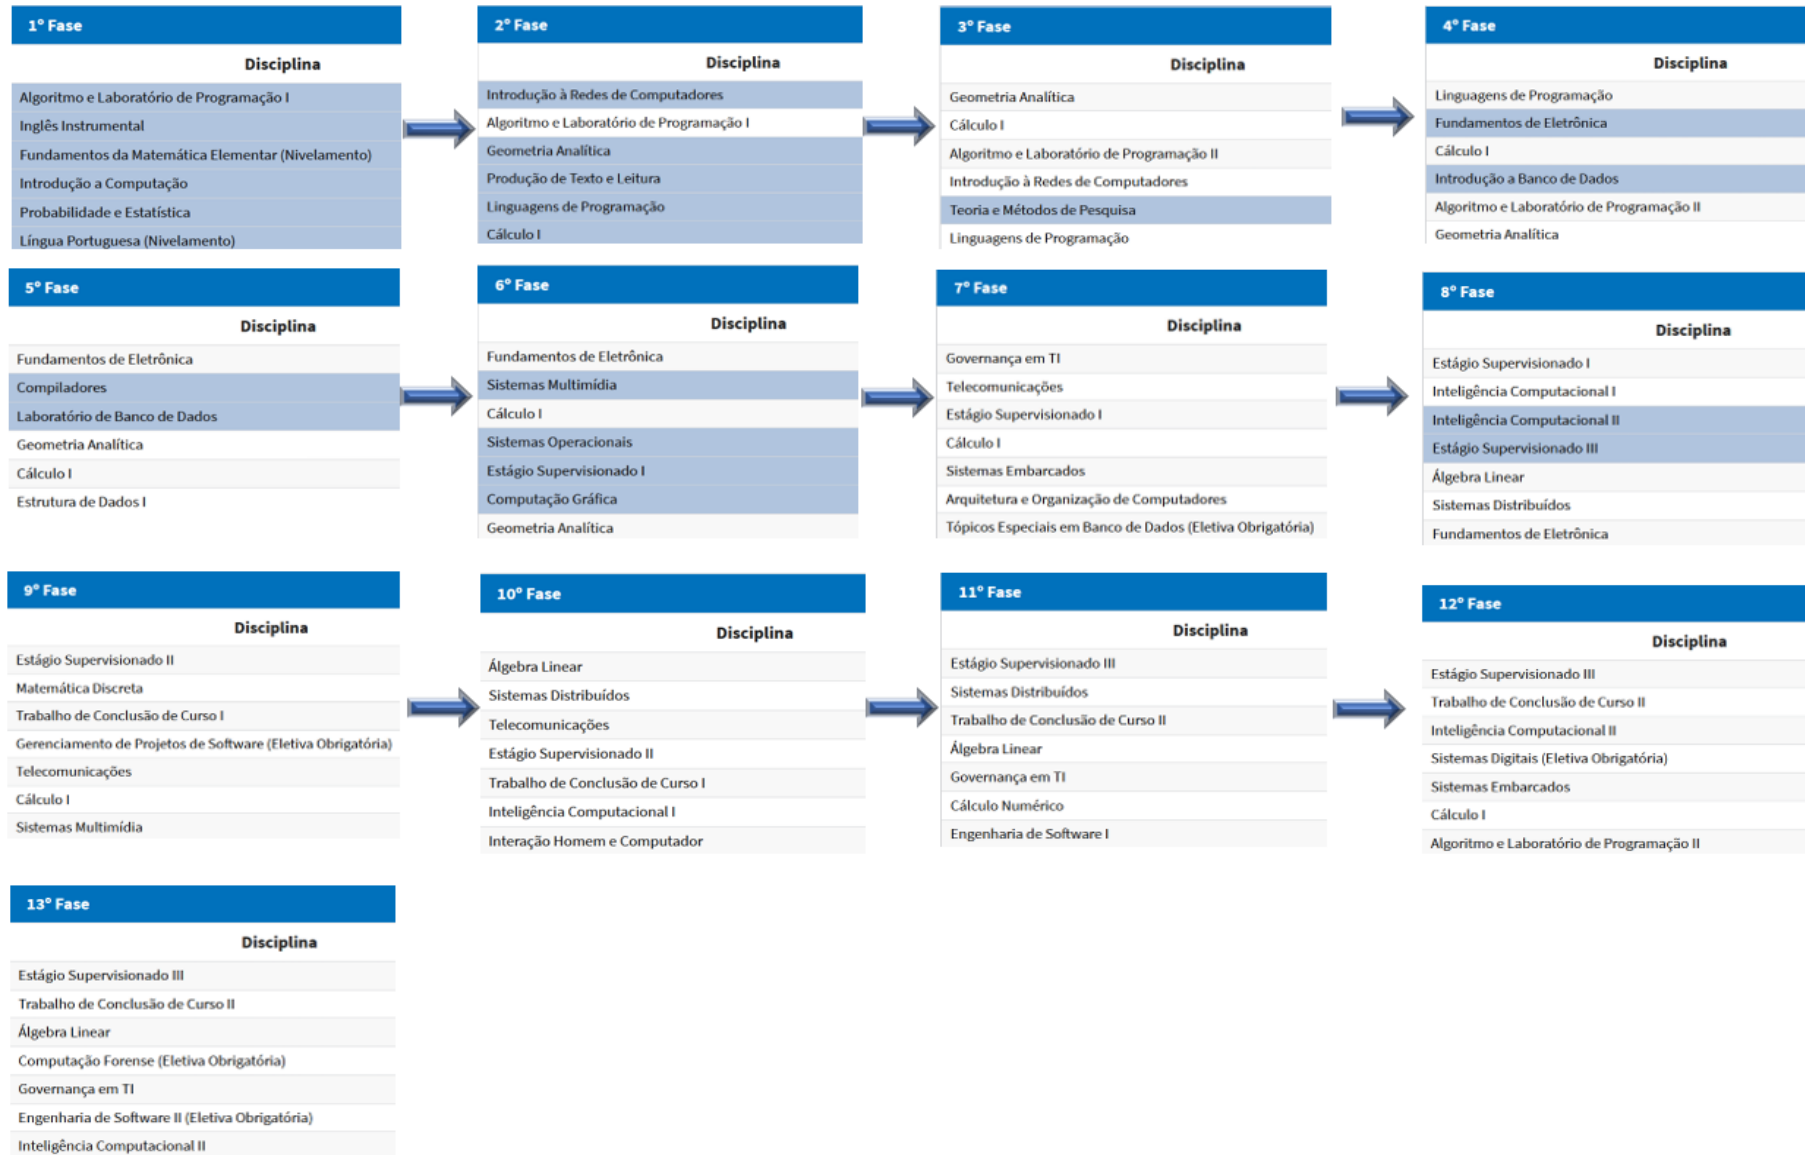 1º Fase
Disciplina
Algoritmo e Laboratório de Programação I
Inglês Instrumental
Fundamentos da Matemática Elementar (Nivelamento)
Introdução a Computação
Probabilidade e Estatística
Língua Portuguesa (Nivelamento)
2º Fase
Disciplina
Introdução à Redes de Computadores
Algoritmo e Laboratório de Programação I
Geometria Analítica
Produção de Texto e Leitura
Linguagens de Programação
Cálculo I
3º Fase
Disciplina
Geometria Analítica
Cálculo I
Algoritmo e Laboratório de Programação II
Introdução à Redes de Computadores
Teoria e Métodos de Pesquisa
Linguagens de Programação
4º Fase
Disciplina
Linguagens de Programação
Fundamentos de Eletrônica
Cálculo I
Introdução a Banco de Dados
Algoritmo e Laboratório de Programação II
Geometria Analítica
5º Fase
Disciplina
Fundamentos de Eletrônica
Compiladores
Laboratório de Banco de Dados
Geometria Analítica
Cálculo I
Estrutura de Dados I
6º Fase
Disciplina
Fundamentos de Eletrônica
Sistemas Multimídia
Cálculo I
Sistemas Operacionais
Estágio Supervisionado I
Computação Gráfica
Geometria Analítica
7º Fase
Disciplina
Governança em TI
Telecomunicações
Estágio Supervisionado I
Cálculo I
Sistemas Embarcados
Arquitetura e Organização de Computadores
Tópicos Especiais em Banco de Dados (Eletiva Obrigatória)
8º Fase
Disciplina
Estágio Supervisionado I
Inteligência Computacional I
Inteligência Computacional II
Estágio Supervisionado III
Álgebra Linear
Sistemas Distribuídos
Fundamentos de Eletrônica
9º Fase
Disciplina
Estágio Supervisionado II
Matemática Discreta
Trabalho de Conclusão de Curso I
Gerenciamento de Projetos de Software (Eletiva Obrigatória)
Telecomunicações
Cálculo I
Sistemas Multimídia
10º Fase
Disciplina
Álgebra Linear
Sistemas Distribuídos
Telecomunicações
Estágio Supervisionado II
Trabalho de Conclusão de Curso I
Inteligência Computacional I
Interação Homem e Computador
11º Fase
Disciplina
Estágio Supervisionado III
Sistemas Distribuídos
Trabalho de Conclusão de Curso II
Álgebra Linear
Governança em TI
Cálculo Numérico
Engenharia de Software I
12º Fase
Disciplina
Estágio Supervisionado III
Trabalho de Conclusão de Curso II
Inteligência Computacional II
Sistemas Digitais (Eletiva Obrigatória)
Sistemas Embarcados
Cálculo I
Algoritmo e Laboratório de Programação II
13º Fase
Disciplina
Estágio Supervisionado III
Trabalho de Conclusão de Curso II
Álgebra Linear
Computação Forense (Eletiva Obrigatória)
Governança em TI
Engenharia de Software II (Eletiva Obrigatória)
Inteligência Computacional II